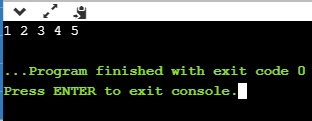 1 2 3 4 5
...Program finished with exit code 0
Press ENTER to exit console.